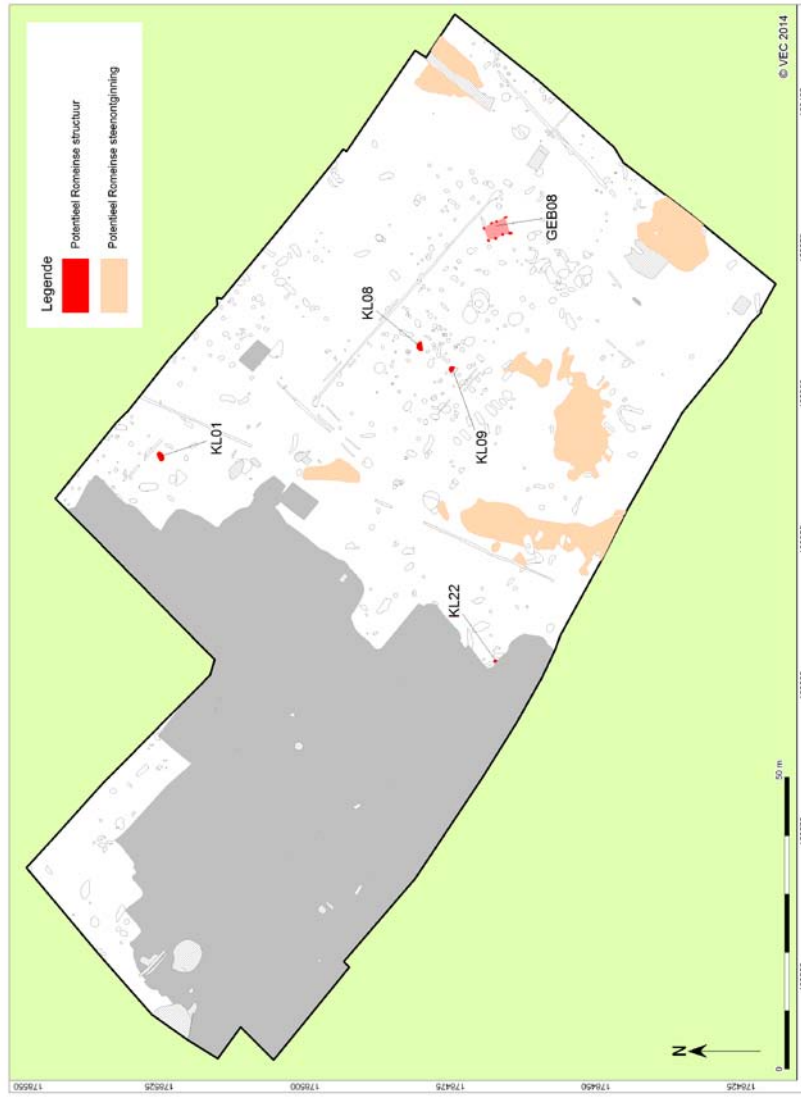 Legende
Potentieel Romeinse structuur
Potentieel Romeinse steenontginning
KL01
KL08
KL09
GEB08
KL22
N
0
50 m
178550
178525
178500
178475
178450
178425
© VEC 2014